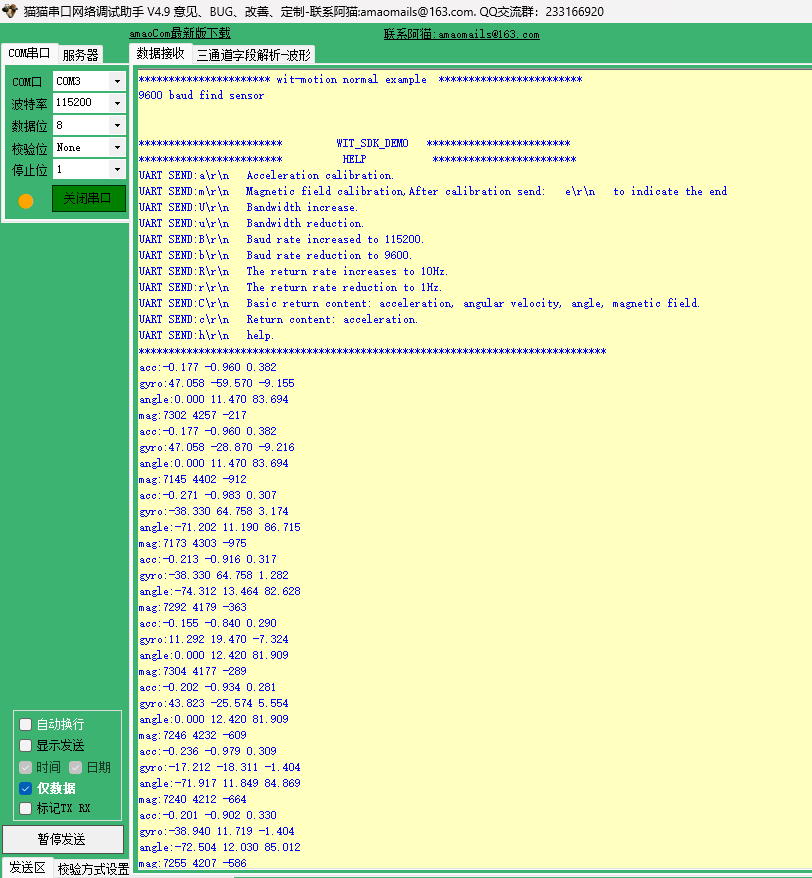 猫猫串口网络调试助手 V4.9 意见、BUG、改善、定制-联系阿猫:amaomails@163.com. QQ交流群：233166920
amaoCom最新版下载 联系阿猫:amaomails@163.com
COM串口 服务器 数据接收 三通道字段解析-波形
COM口 COM3
波特率 115200
数据位 8
校验位 None
停止位 1
关闭串口
********************** wit-motion normal example ************************
9600 baud find sensor
************************ WIT_SDK_DEMO ************************
************************ HELP ************************
UART SEND:a\r\n Acceleration calibration.
UART SEND:m\r\n Magnetic field calibration,After calibration send: e\r\n to indicate the end
UART SEND:U\r\n Bandwidth increase.
UART SEND:u\r\n Bandwidth reduction.
UART SEND:B\r\n Baud rate increased to 115200.
UART SEND:b\r\n Baud rate reduction to 9600.
UART SEND:R\r\n The return rate increases to 10Hz.
UART SEND:r\r\n The return rate reduction to 1Hz.
UART SEND:C\r\n Basic return content: acceleration, angular velocity, angle, magnetic field.
UART SEND:c\r\n Return content: acceleration.
UART SEND:h\r\n help.
******************************************************************************
acc:-0.177 -0.960 0.382
gyro:47.058 -59.570 -9.155
angle:0.000 11.470 83.694
mag:7302 4257 -217
acc:-0.177 -0.960 0.382
gyro:47.058 -28.870 -9.216
angle:0.000 11.470 83.694
mag:7145 4402 -912
acc:-0.271 -0.983 0.307
gyro:-38.330 64.758 3.174
angle:-71.202 11.190 86.715
mag:7173 4303 -975
acc:-0.213 -0.916 0.317
gyro:-38.330 64.758 1.282
angle:-74.312 13.464 82.628
mag:7292 4179 -363
acc:-0.155 -0.840 0.290
gyro:11.292 19.470 -7.324
angle:0.000 12.420 81.909
mag:7304 4177 -289
acc:-0.202 -0.934 0.281
gyro:43.823 -25.574 5.554
angle:0.000 12.420 81.909
mag:7246 4232 -609
acc:-0.236 -0.979 0.309
gyro:-17.212 -18.311 -1.404
angle:-71.917 11.849 84.869
mag:7240 4212 -664
acc:-0.201 -0.902 0.330
gyro:-38.940 11.719 -1.404
angle:-72.504 12.030 85.012
mag:7255 4207 -586
自动换行
显示发送
时间 日期
仅数据
标记TX RX
暂停发送
发送区 校验方式设置